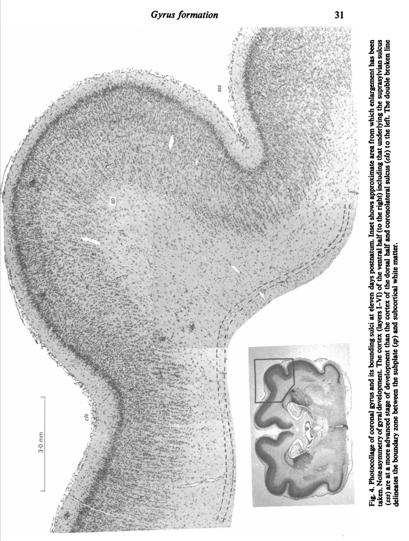 Gyrus formation 31
sss
cls
3·0 mm
Fig. 4. Photocollage of coronal gyrus and its bounding sulci at eleven days postnatum. Inset shows approximate area from which enlargement has been
taken. Note asymmetry of gyral development. The cortex (layers I–VI) of the ventral half (to the right) including that underlying the suprasylvian sulcus
(sss) are at a more advanced stage of development than the cortex of the dorsal half and coronolateral sulcus (cls) to the left. The double broken line
delineates the boundary zone between the subplate (sp) and subcortical white matter.